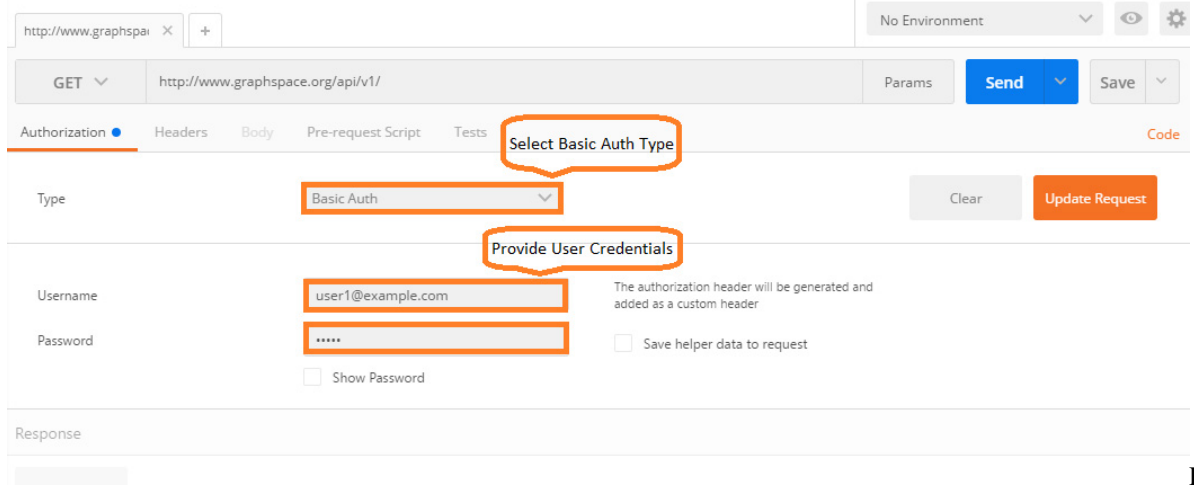 http://www.graphspa
No Environment
GET
http://www.graphspace.org/api/v1/
Params
Send
Save
Authorization
Headers
Body
Pre-request Script
Tests
Code
Select Basic Auth Type
Type
Basic Auth
Clear
Update Request
Provide User Credentials
Username
user1@example.com
The authorization header will be generated and
added as a custom header
Password
•••••
Save helper data to request
Show Password
Response